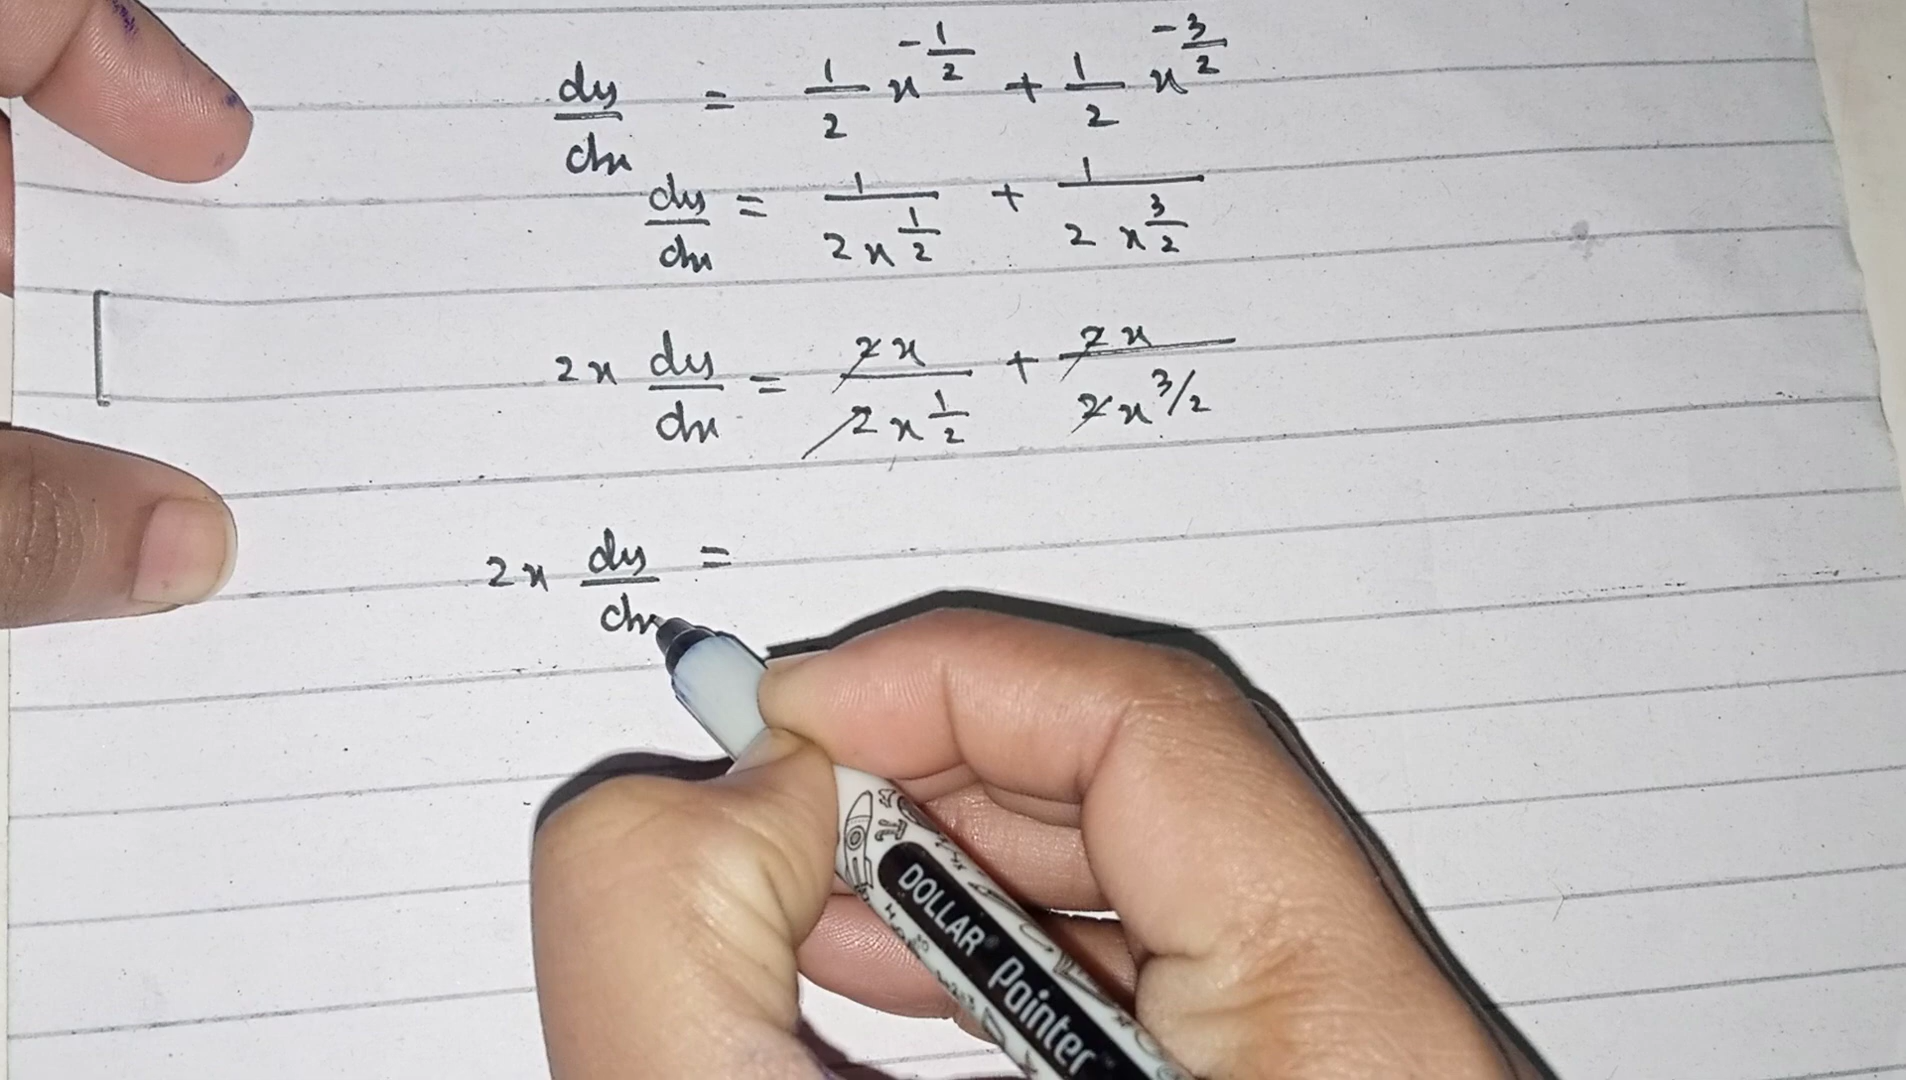 dy/dx = 1/2 x^(-1/2) + 1/2 x^(-3/2)
dy/dx = 1/(2x^(1/2)) + 1/(2x^(3/2))
2x dy/dx = 2x/(2x^(1/2)) + 2x/(2x^(3/2))
2x dy/dx =
DOLLAR® Pointer